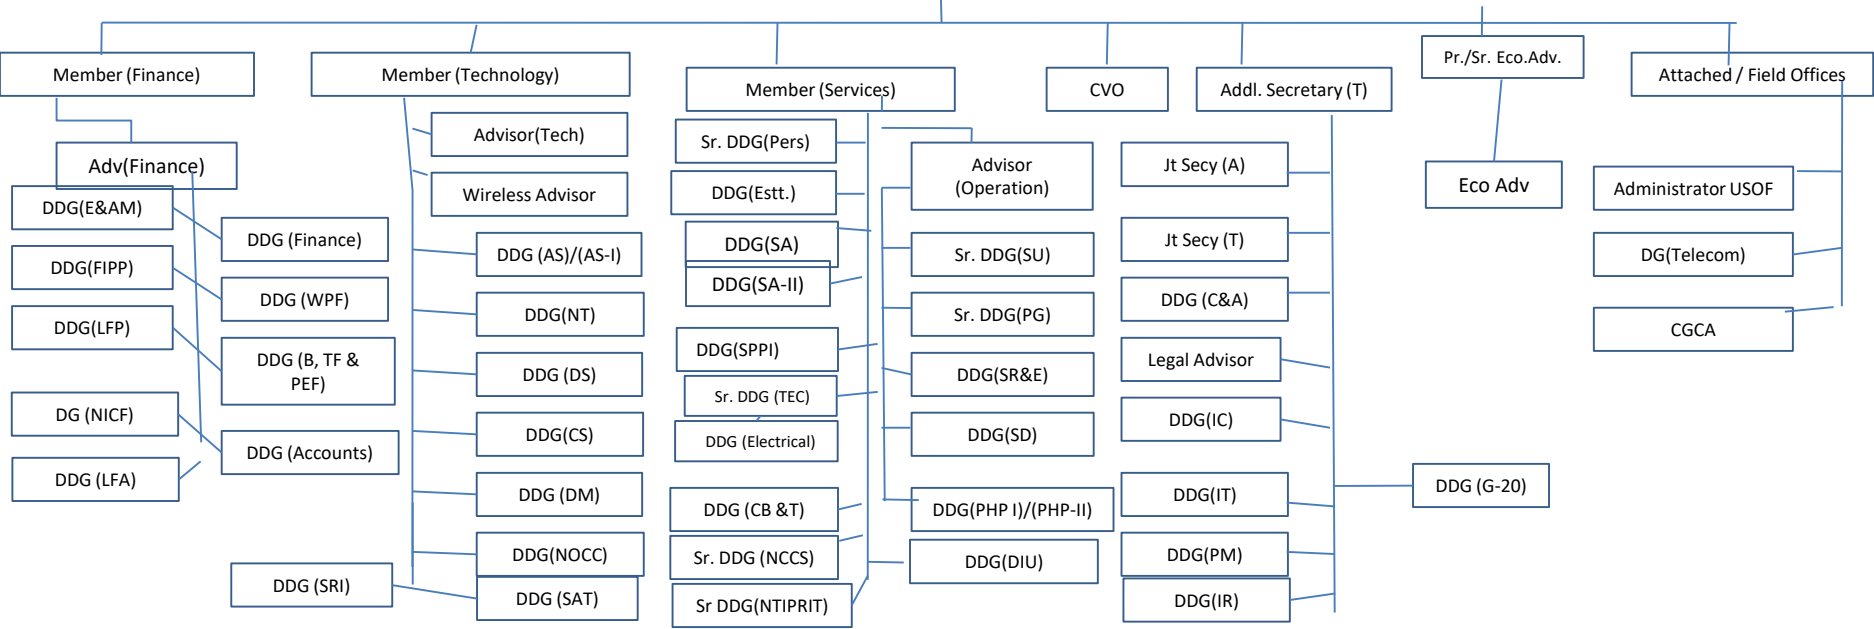 Member (Finance)
Adv(Finance)
DDG(E&AM)
DDG (Finance)
DDG(FIPP)
DDG (WPF)
DDG(LFP)
DDG (B, TF &
PEF)
DG (NICF)
DDG (Accounts)
DDG (LFA)
Member (Technology)
Advisor(Tech)
Wireless Advisor
DDG (AS)/(AS-I)
DDG(NT)
DDG (DS)
DDG(CS)
DDG (DM)
DDG(NOCC)
DDG (SRI)
DDG (SAT)
Member (Services)
Sr. DDG(Pers)
DDG(Estt.)
DDG(SA)
DDG(SA-II)
DDG(SPPI)
Sr. DDG (TEC)
DDG (Electrical)
DDG (CB &T)
Sr. DDG (NCCS)
Sr DDG(NTIPRIT)
Advisor
(Operation)
Sr. DDG(SU)
Sr. DDG(PG)
DDG(SR&E)
DDG(SD)
DDG(PHP I)/(PHP-II)
DDG(DIU)
CVO
Addl. Secretary (T)
Jt Secy (A)
Jt Secy (T)
DDG (C&A)
Legal Advisor
DDG(IC)
DDG(IT)
DDG(PM)
DDG(IR)
DDG (G-20)
Pr./Sr. Eco.Adv.
Eco Adv
Attached / Field Offices
Administrator USOF
DG(Telecom)
CGCA